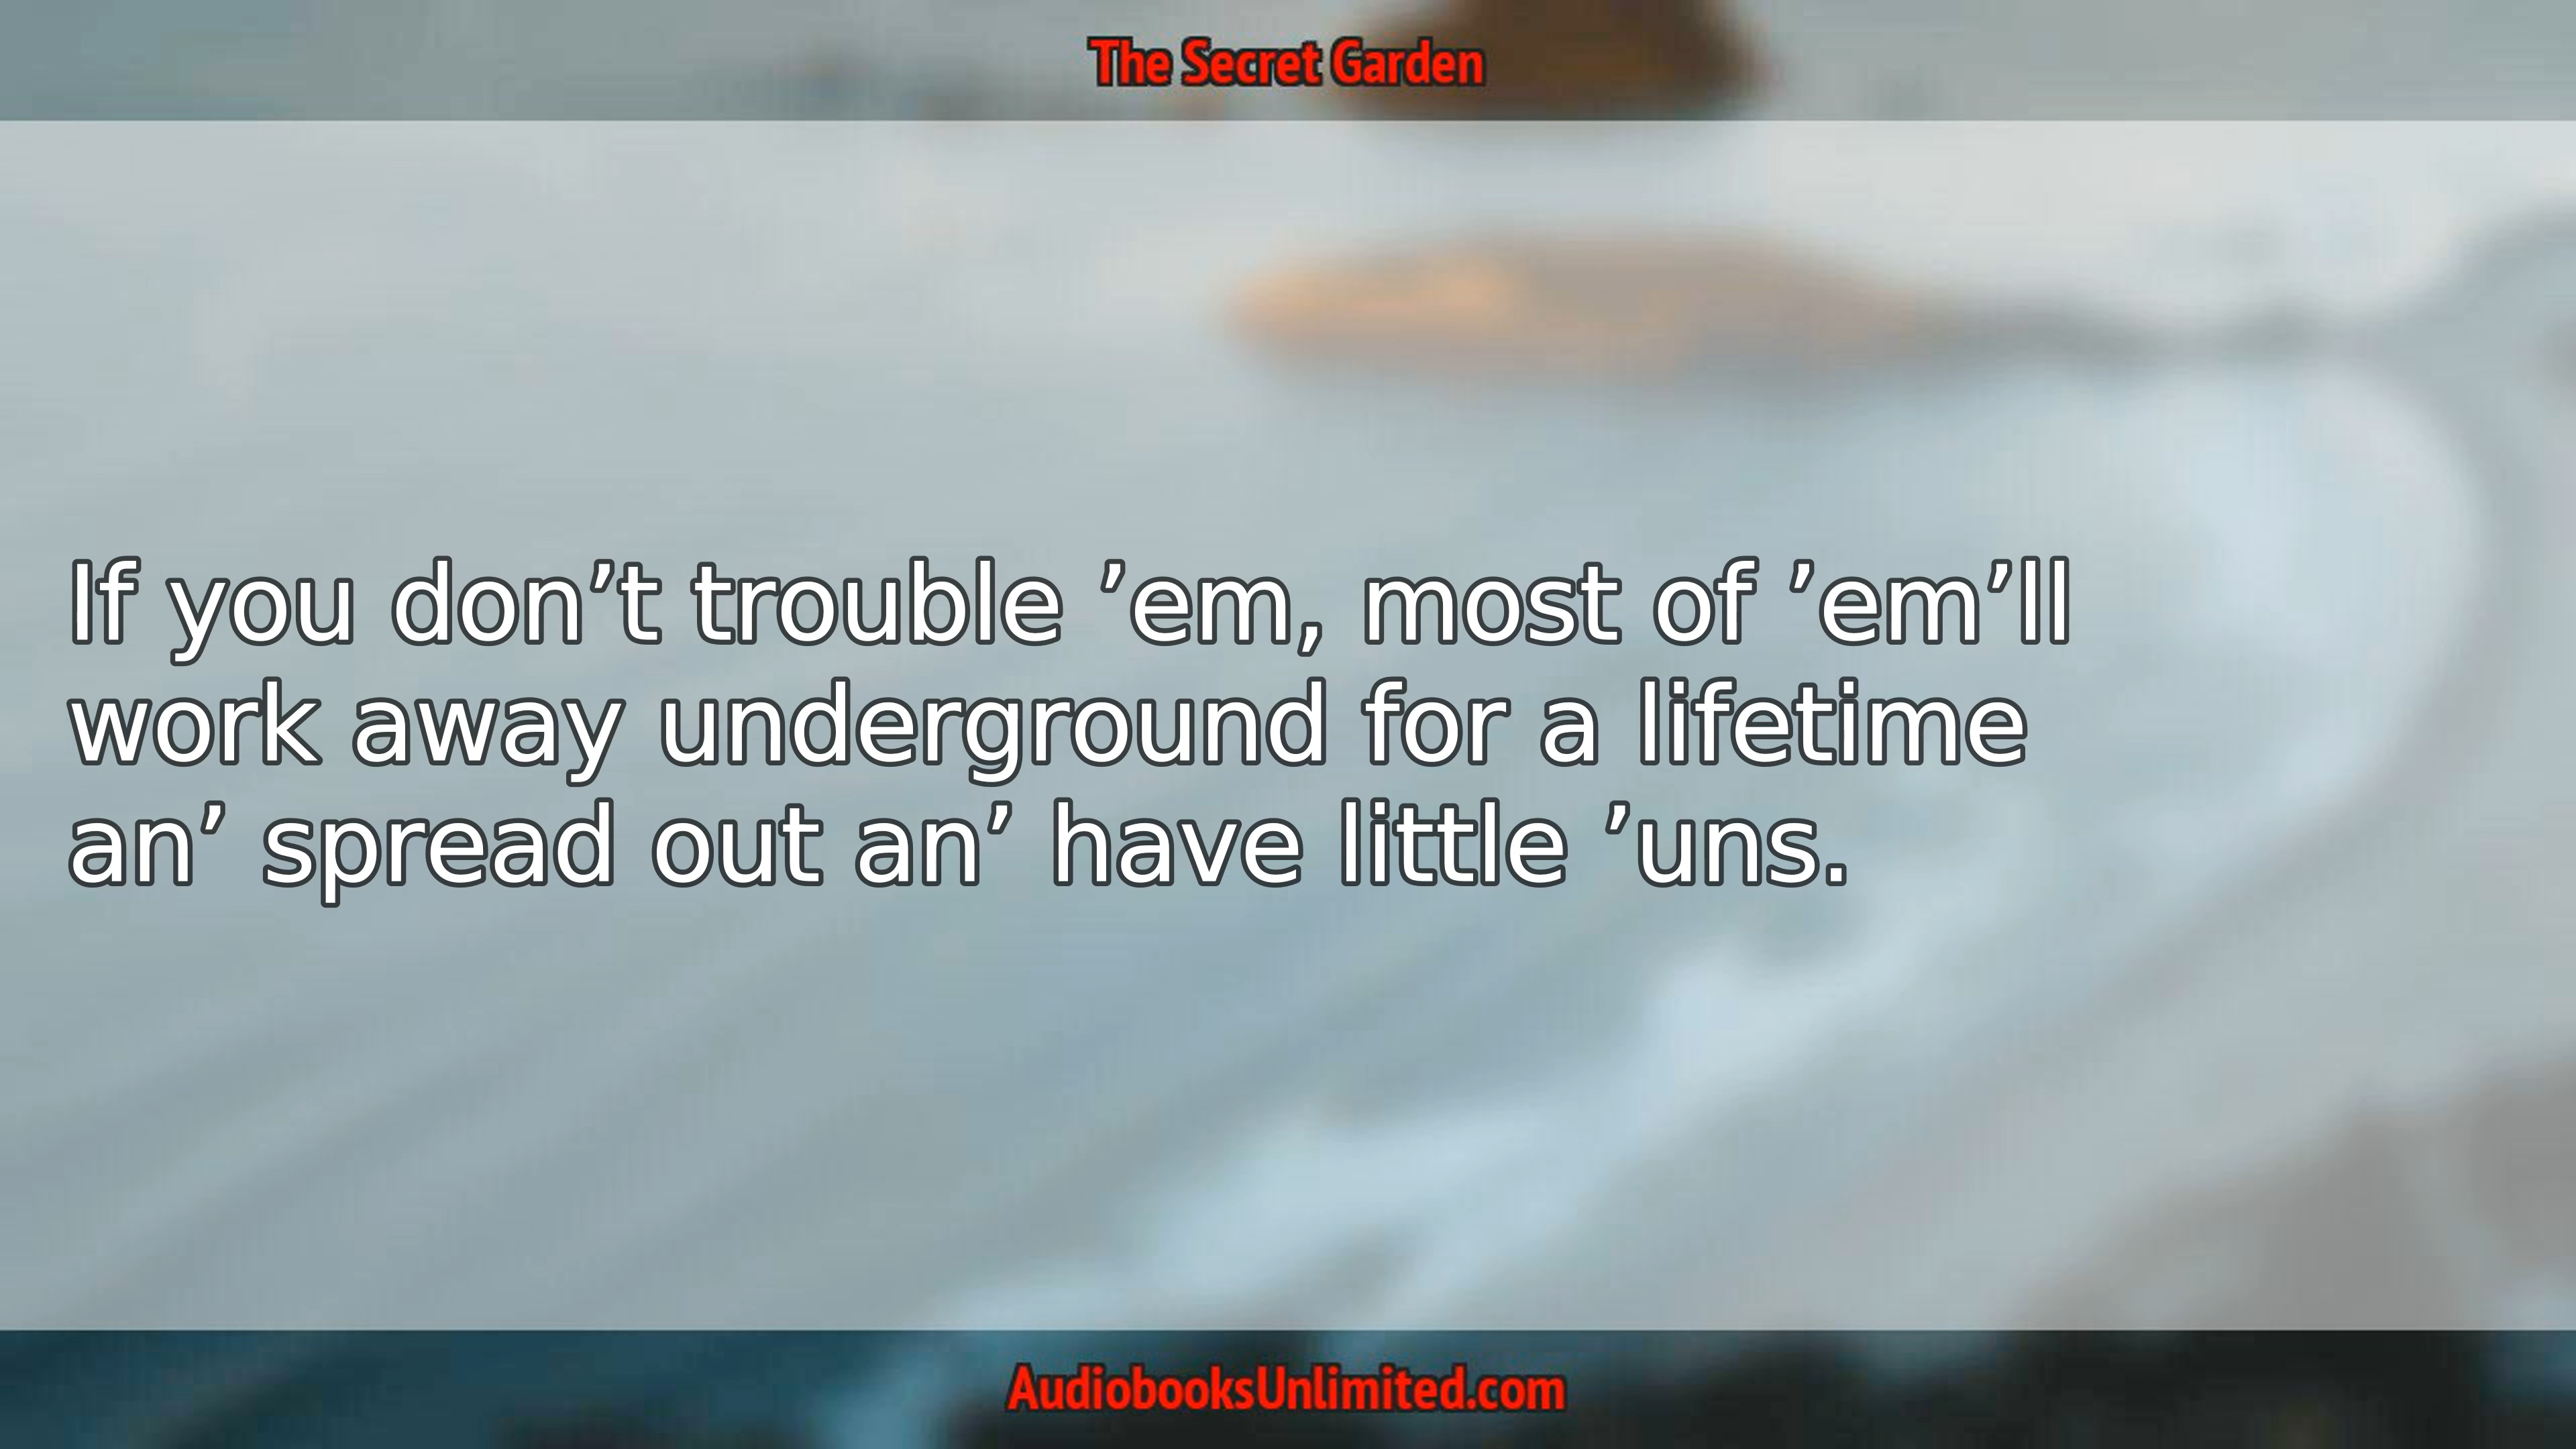 The Secret Garden
If you don’t trouble ’em, most of ’em’ll
work away underground for a lifetime
an’ spread out an’ have little ’uns.
AudiobooksUnlimited.com